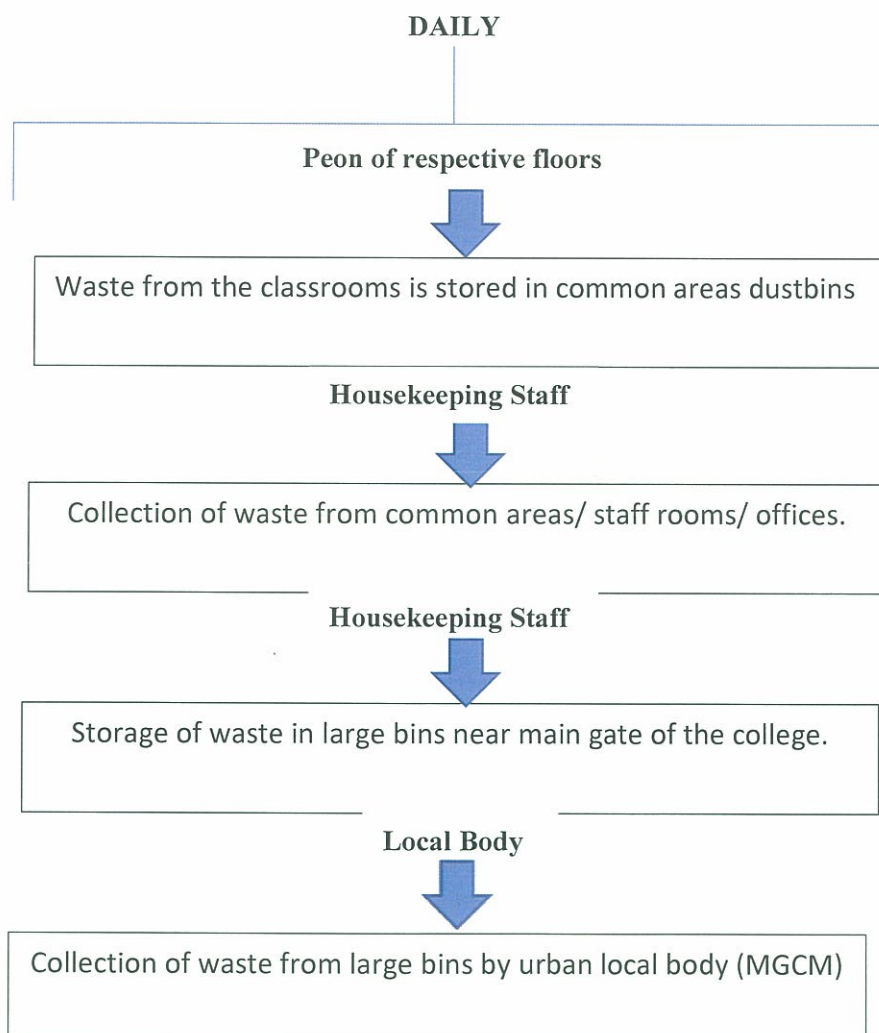 DAILY
Peon of respective floors
Waste from the classrooms is stored in common areas dustbins
Housekeeping Staff
Collection of waste from common areas/ staff rooms/ offices.
Housekeeping Staff
Storage of waste in large bins near main gate of the college.
Local Body
Collection of waste from large bins by urban local body (MGCM)